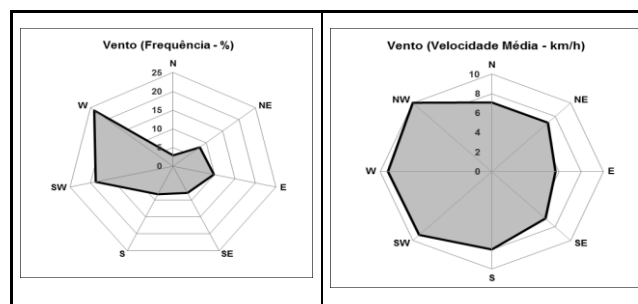 Vento (Frequência - %)
N
25
20
15
10
5
0
NE
E
SE
S
SW
W
Vento (Velocidade Média - km/h)
N
10
8
6
4
2
0
NE
E
SE
S
SW
W
NW